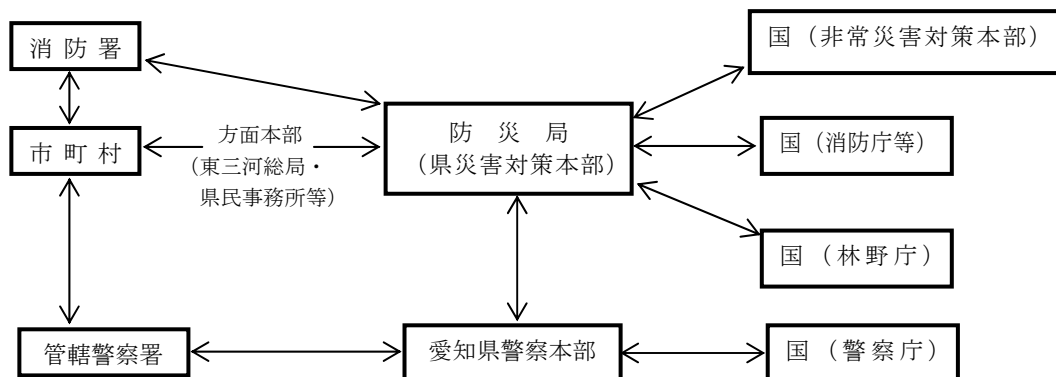 消防署
国（非常災害対策本部）
市町村
方面本部
（東三河総局・
県民事務所等）
防災局
（県災害対策本部）
国（消防庁等）
国（林野庁）
管轄警察署
愛知県警察本部
国（警察庁）